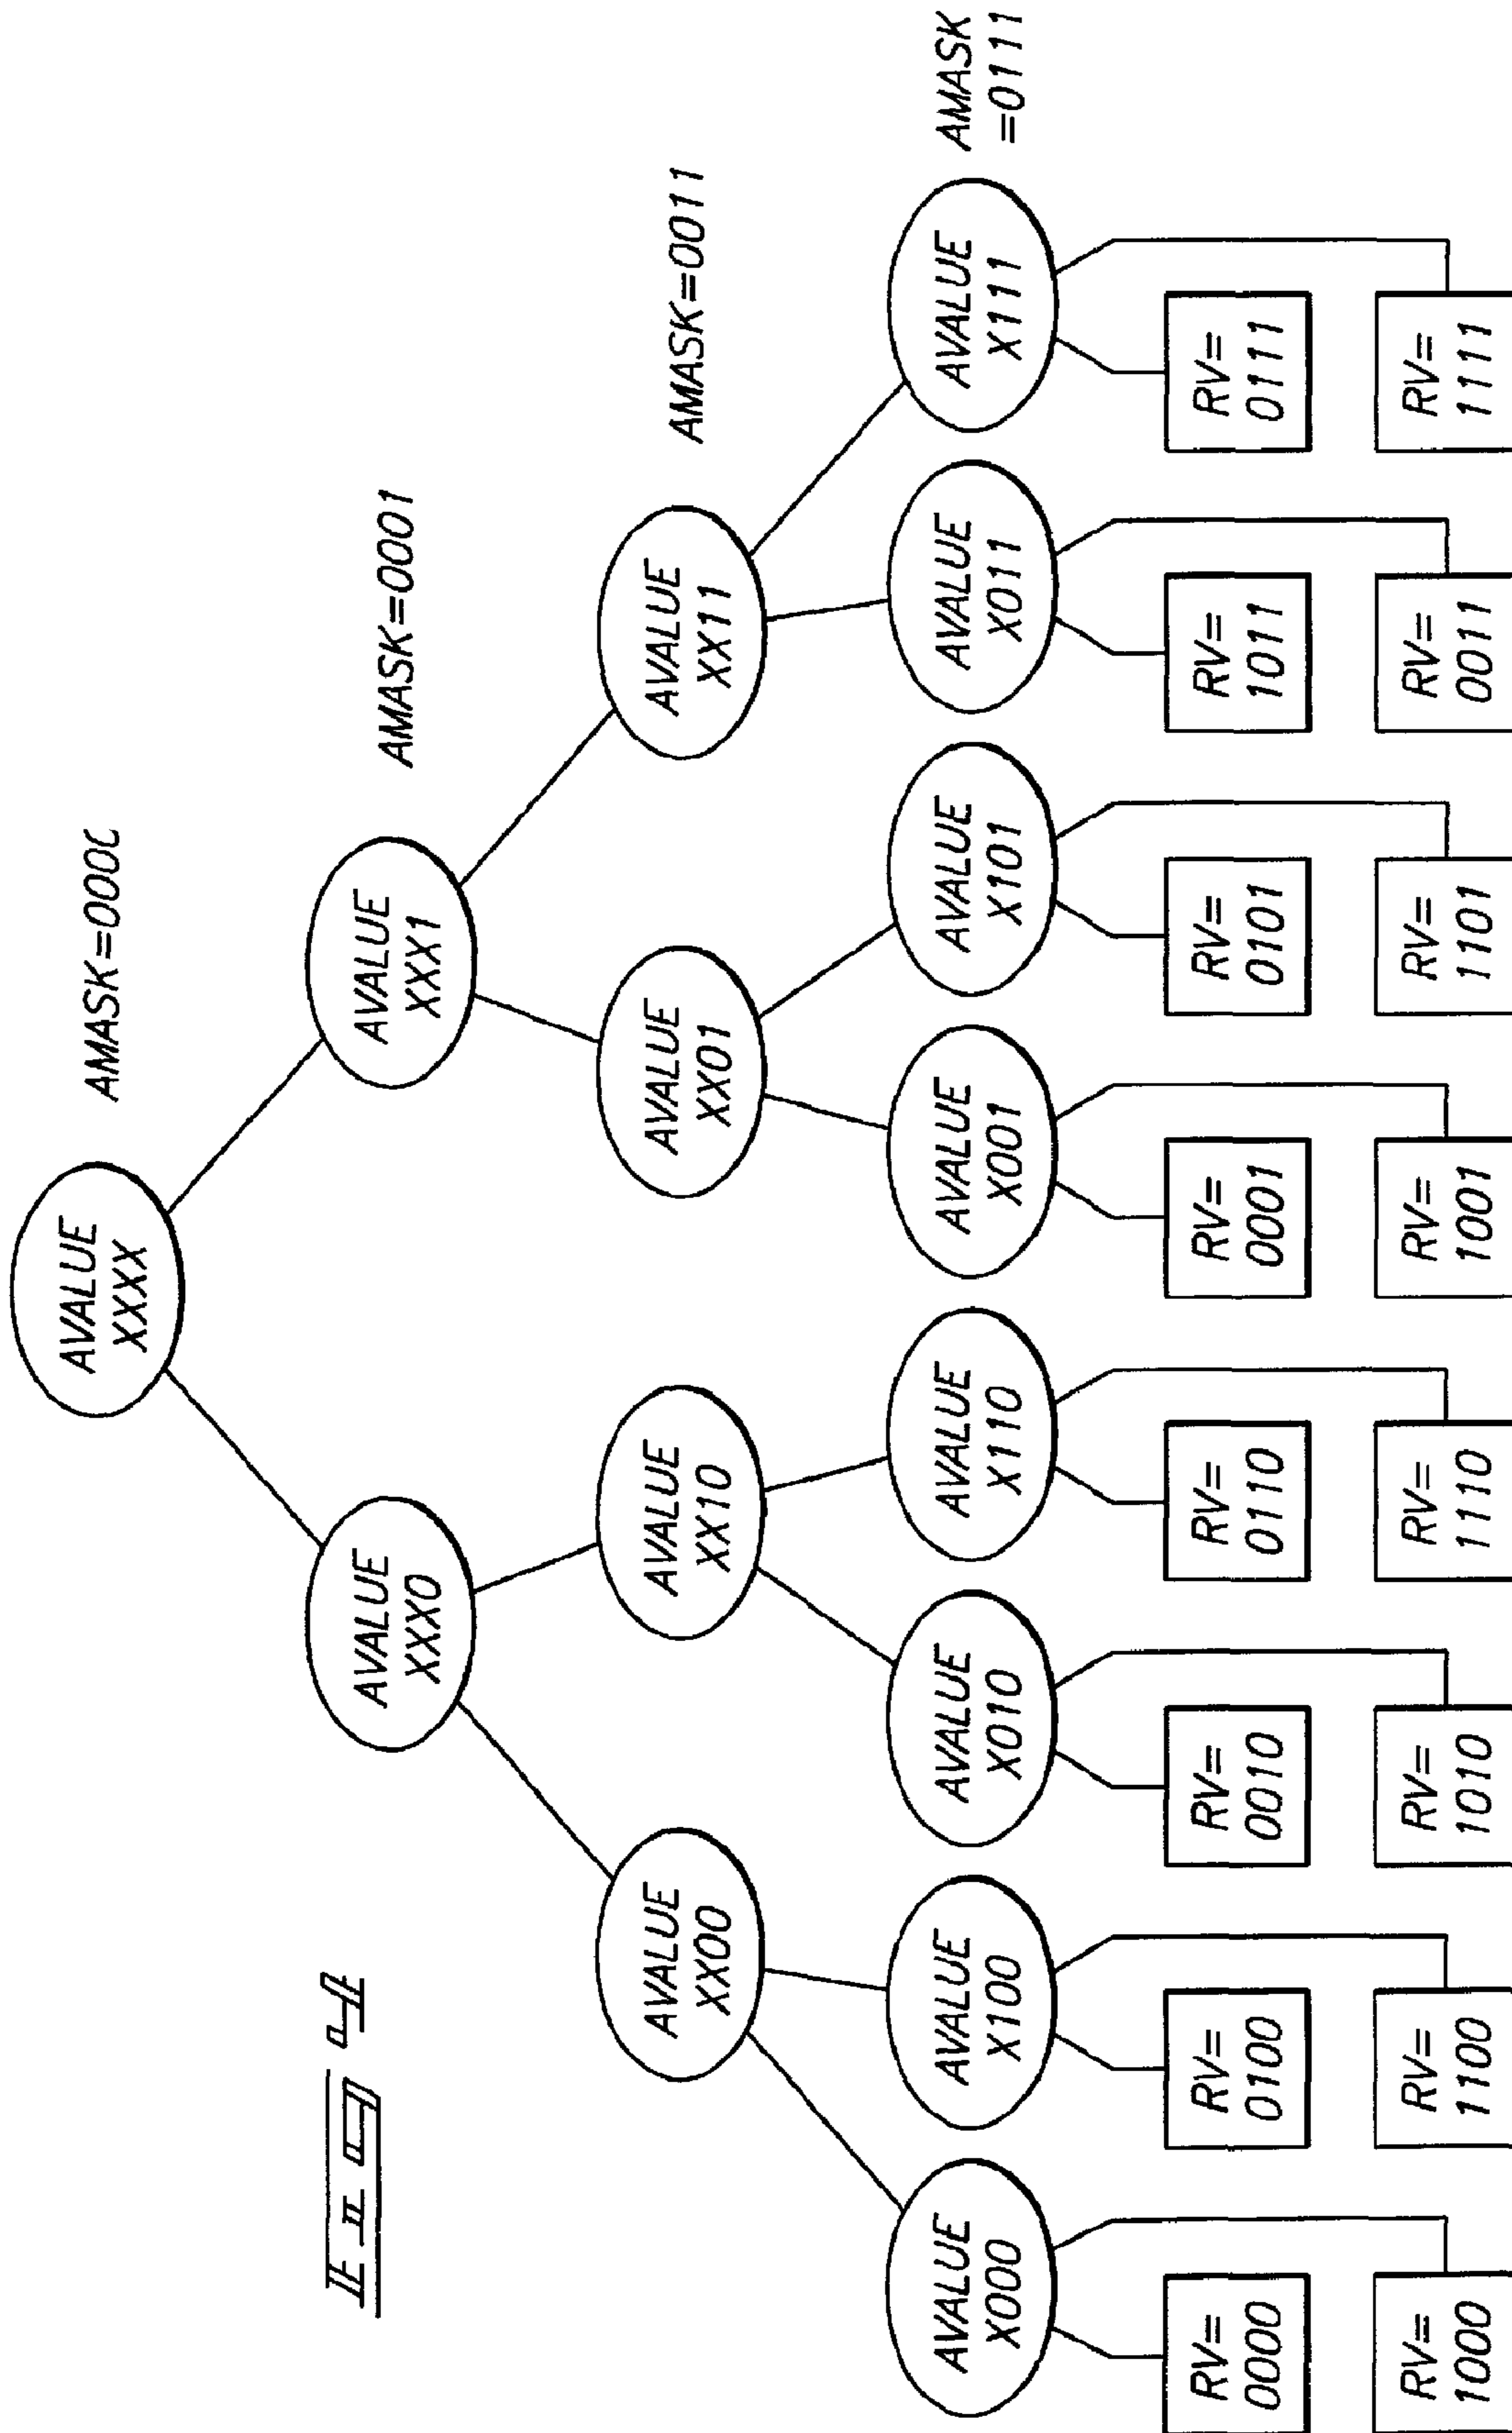 AVALUE
XXXX
AMASK=0000
FIG 4
AVALUE
XXX0
AVALUE
XXX1
AMASK=0001
AVALUE
XX00
AVALUE
XX10
AVALUE
XX01
AVALUE
XX11
AMASK=0011
AVALUE
X000
AVALUE
X100
AVALUE
X010
AVALUE
X110
AVALUE
X001
AVALUE
X101
AVALUE
X011
AVALUE
X111
AMASK
=0111
RV=
0000
RV=
0100
RV=
0010
RV=
0110
RV=
0001
RV=
0101
RV=
1011
RV=
0111
RV=
1000
RV=
1100
RV=
1010
RV=
1110
RV=
1001
RV=
1101
RV=
0011
RV=
1111